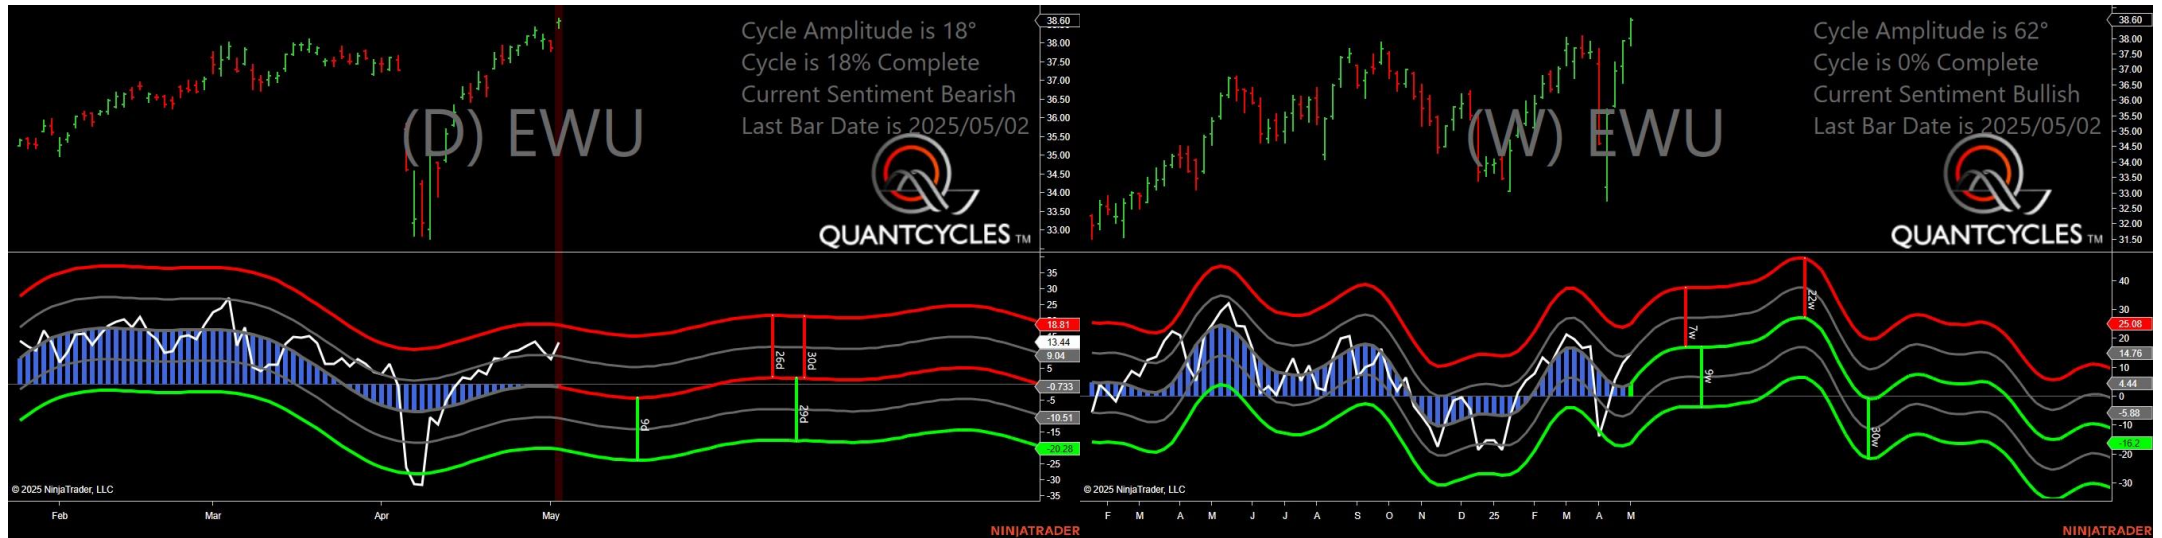 Cycle Amplitude is 18°
Cycle is 18% Complete
Current Sentiment Bearish
Last Bar Date is 2025/05/02
(D) EWU
QUANTCYCLES TM
38.60
38.00
37.50
37.00
36.50
36.00
35.50
35.00
34.50
34.00
33.50
33.00
35
30
25
18.81
15
13.44
9.04
5
-0.733
-5
-10.51
-15
-20.28
-25
-30
-35
26d
30d
29d
9d
© 2025 NinjaTrader, LLC
Feb
Mar
Apr
May
NINJATRADER
Cycle Amplitude is 62°
Cycle is 0% Complete
Current Sentiment Bullish
Last Bar Date is 2025/05/02
(W) EWU
QUANTCYCLES TM
38.60
38.00
37.50
37.00
36.50
36.00
35.50
35.00
34.50
34.00
33.50
33.00
32.50
32.00
31.50
40
30
25.08
20
14.76
4.44
0
-5.88
-10
-16.2
-20
-30
22w
7w
9w
© 2025 NinjaTrader, LLC
F M A M J J A S O N D 25 F M A M
NINJATRADER